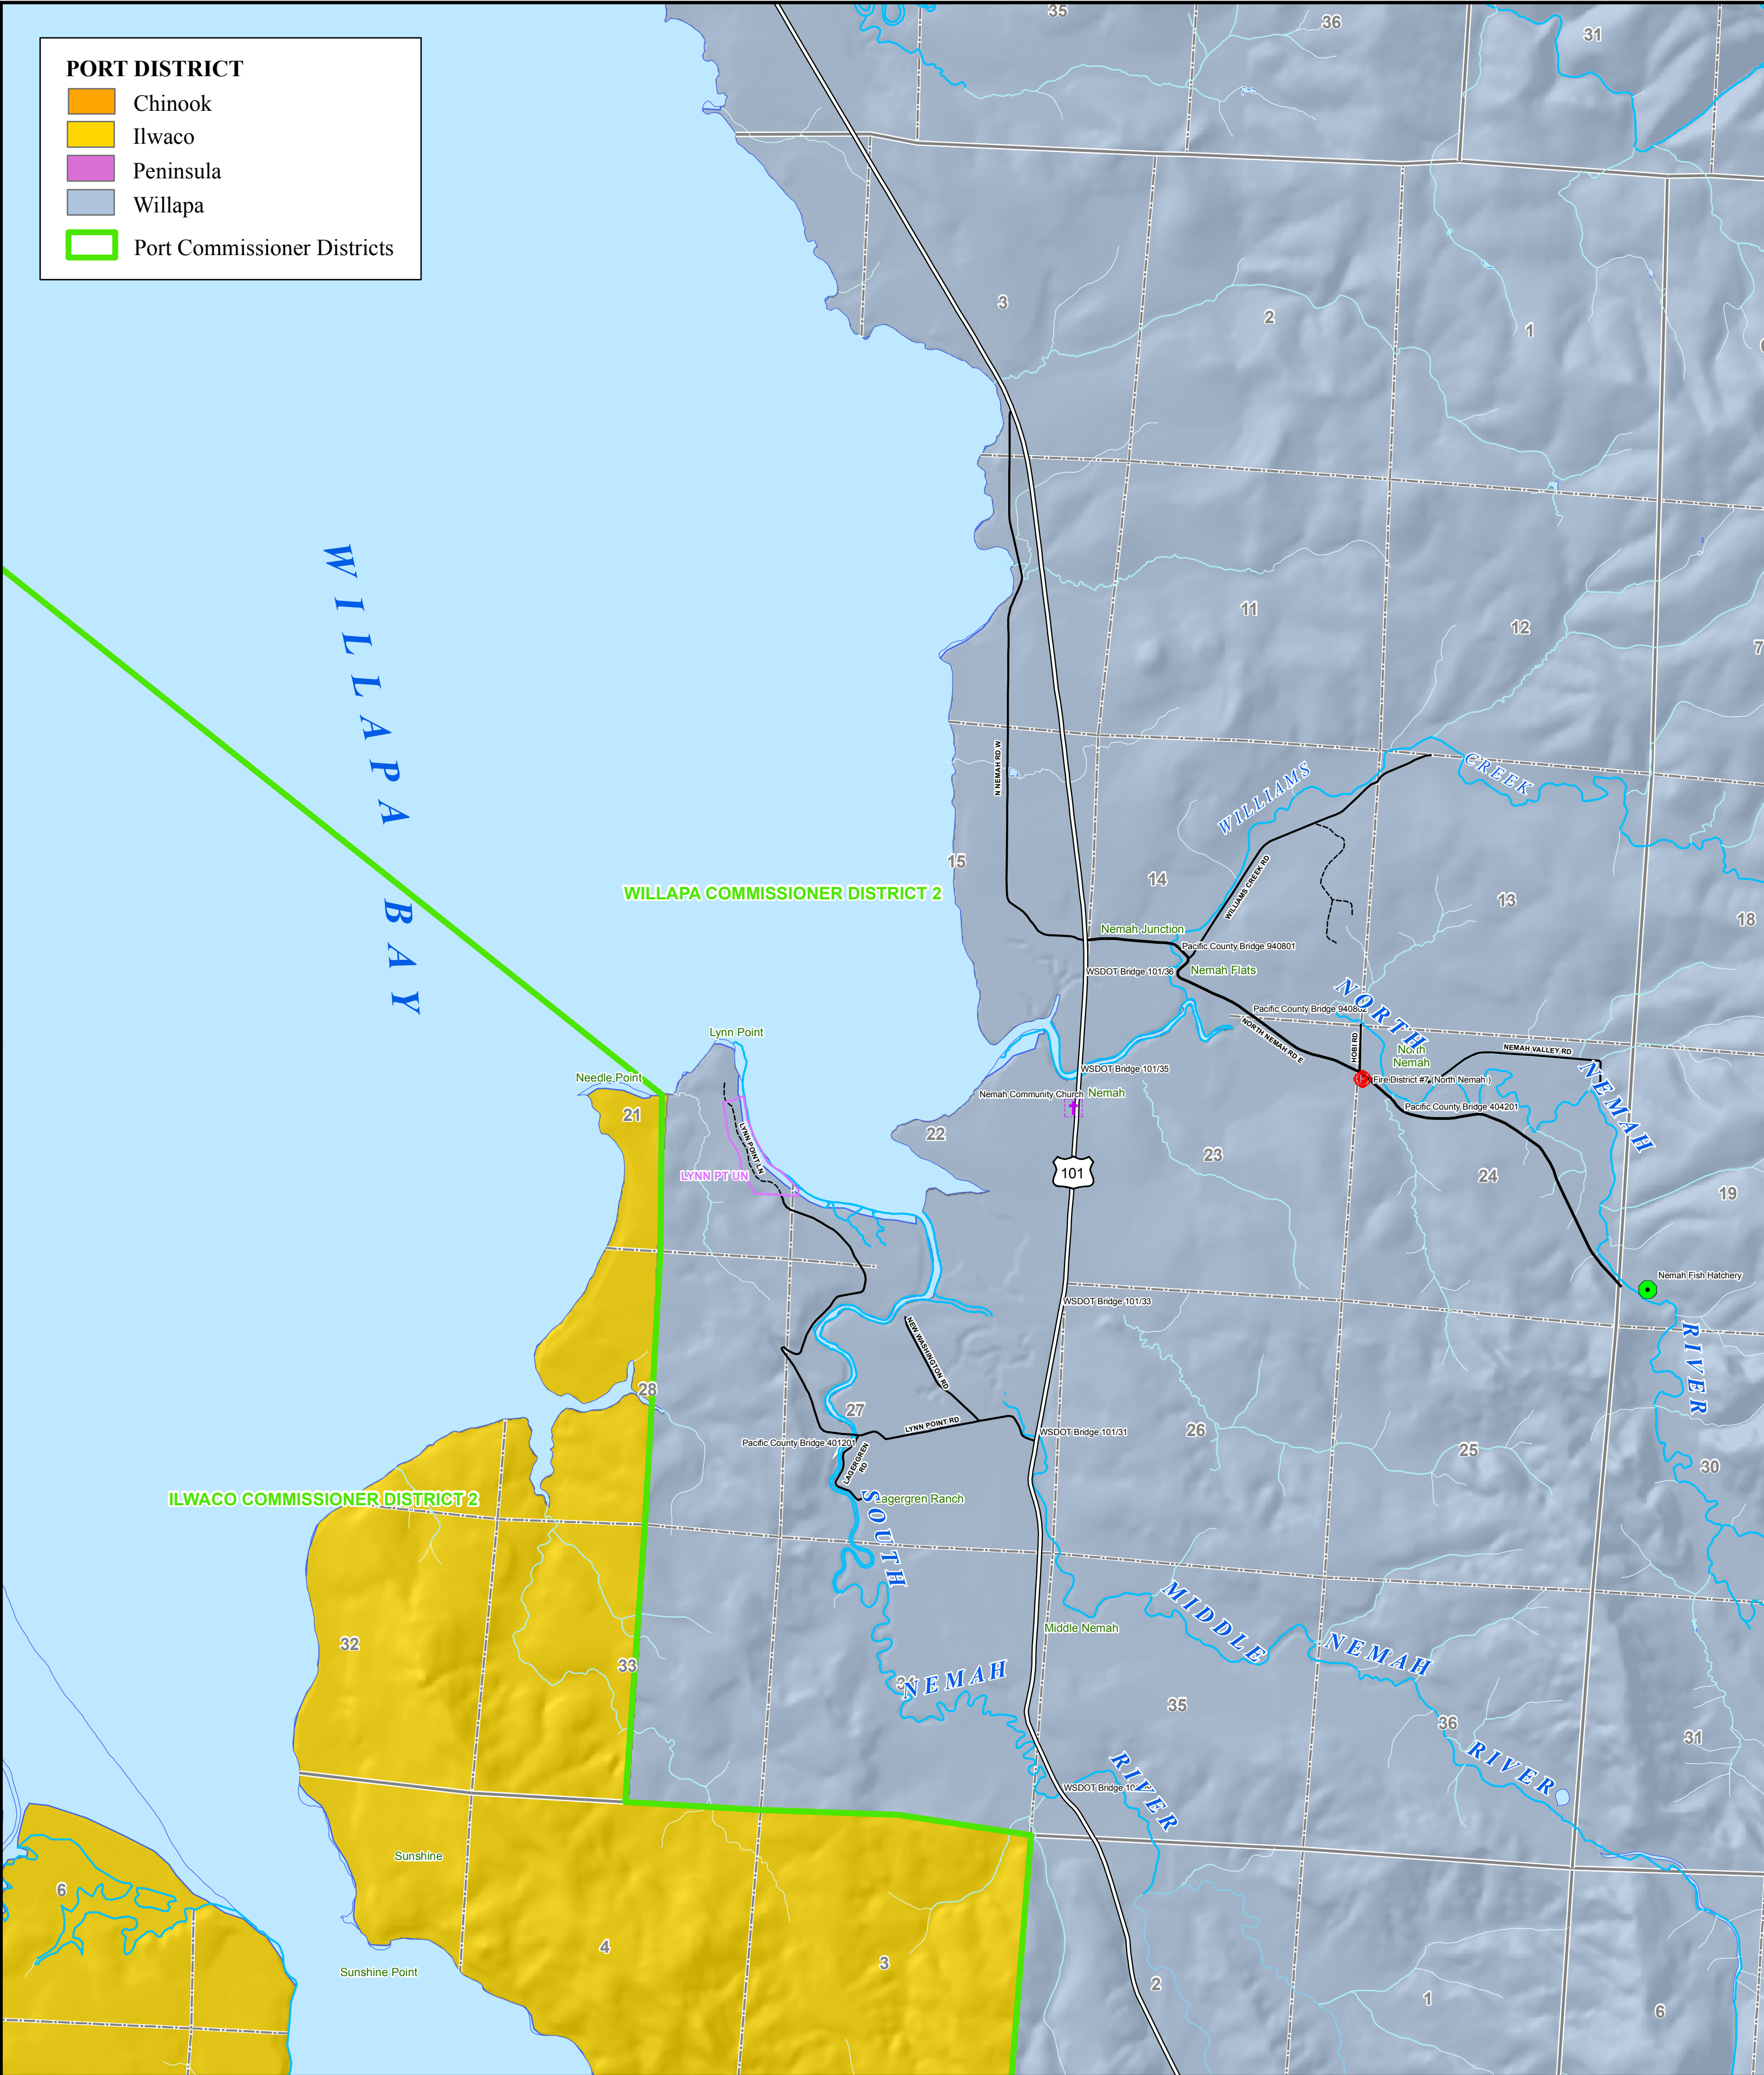 PORT DISTRICT
Chinook
Ilwaco
Peninsula
Willapa
Port Commissioner Districts
35
36
31
3
2
1
11
12
7
WILLAPA BAY
N NEMAH RD W
WILLIAMS CREEK
WILLIAMS CREEK RD
15
14
13
18
WILLAPA COMMISSIONER DISTRICT 2
Nemah Junction
Pacific County Bridge 940801
WSDOT Bridge 101/36
Nemah Flats
NORTH NEMAH RIVER
Pacific County Bridge 940802
NORTH NEMAH RD E
HOBI RD
North
Nemah
NEMAH VALLEY RD
Lynn Point
Needle Point
WSDOT Bridge 101/35
Nemah Community Church
Nemah
F
Fire District #7 (North Nemah )
Pacific County Bridge 404201
21
22
23
24
19
LYNN POINT LN
LYNN PT UN
101
Nemah Fish Hatchery
WSDOT Bridge 101/33
NEW WASHINGTON RD
28
27
LYNN POINT RD
WSDOT Bridge 101/31
Pacific County Bridge 401201
LAGERGREN
RD
26
25
30
ILWACO COMMISSIONER DISTRICT 2
Lagergren Ranch
SOUTH NEMAH RIVER
MIDDLE NEMAH RIVER
Middle Nemah
32
33
34
35
36
31
WSDOT Bridge
Sunshine
6
Sunshine Point
4
3
2
1
6